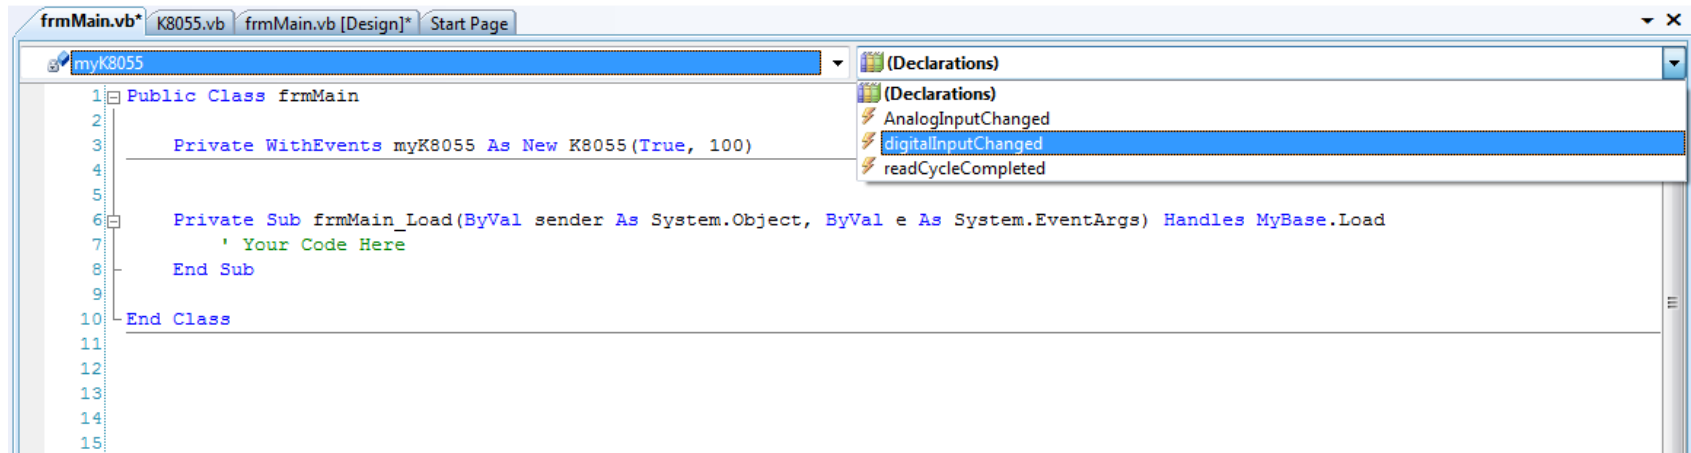 frmMain.vb* K8055.vb frmMain.vb [Design]* Start Page
myK8055 (Declarations)
(Declarations)
AnalogInputChanged
digitalInputChanged
readCycleCompleted
1 Public Class frmMain
2
3 Private WithEvents myK8055 As New K8055(True, 100)
4
5
6 Private Sub frmMain_Load(ByVal sender As System.Object, ByVal e As System.EventArgs) Handles MyBase.Load
7 ' Your Code Here
8 End Sub
9
10 End Class
11
12
13
14
15